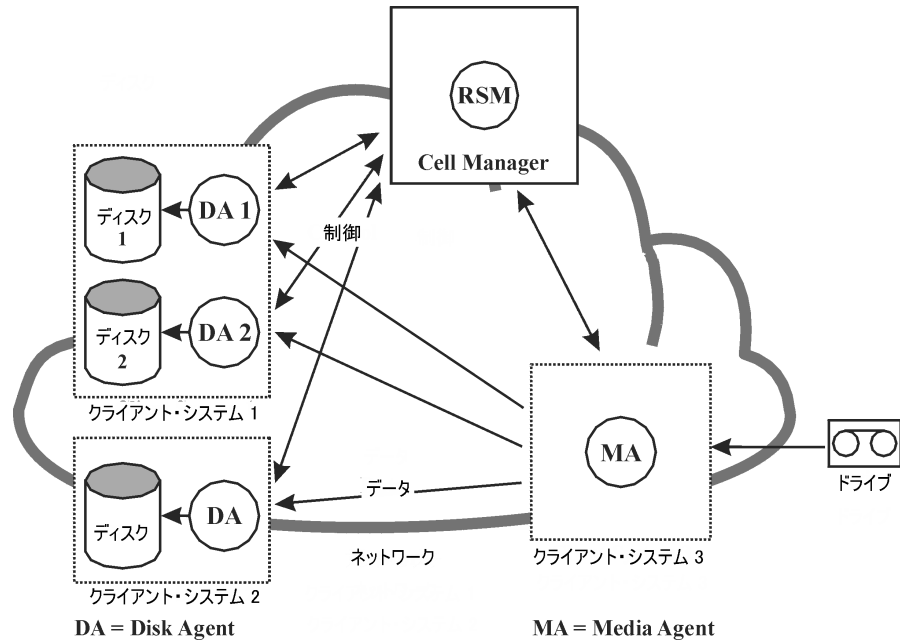 RSM
Cell Manager
ディスク
1
DA 1
制御
ディスク
2
DA 2
クライアント・システム 1
MA
ドライブ
データ
ディスク
DA
ネットワーク
クライアント・システム 3
クライアント・システム 2
DA = Disk Agent
MA = Media Agent